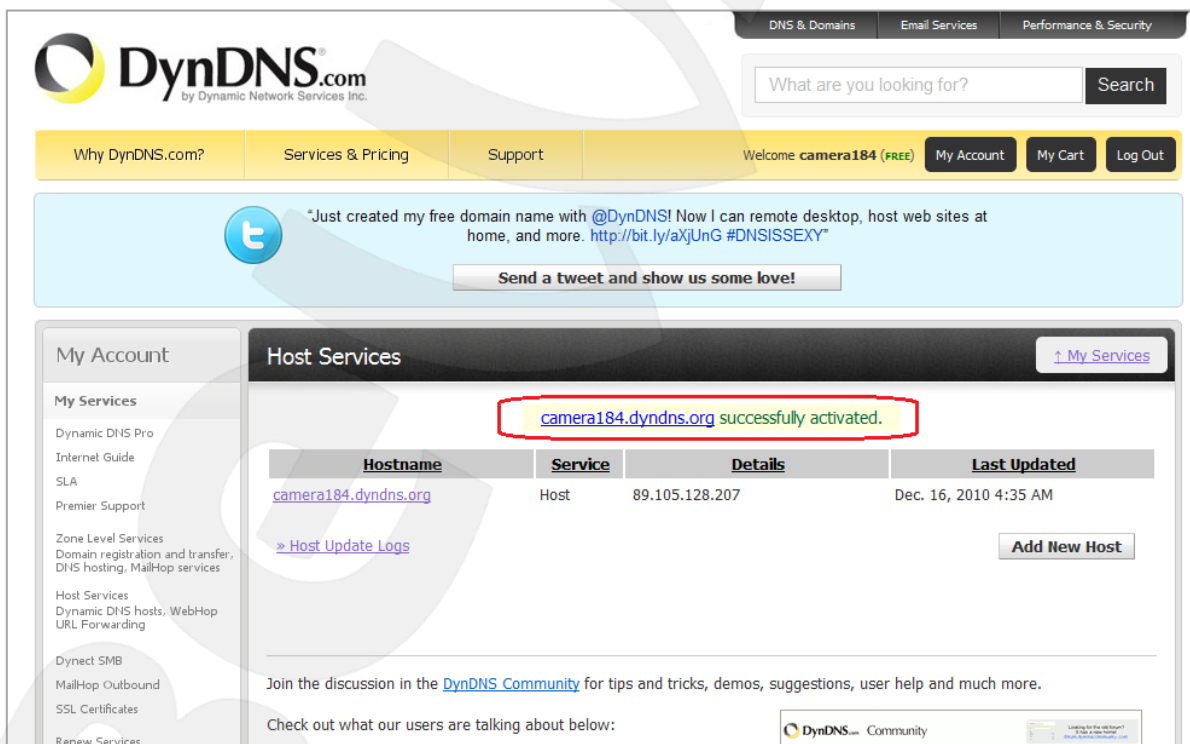 DNS & Domains
Email Services
Performance & Security
DynDNS.com
by Dynamic Network Services Inc.
What are you looking for?
Search
Why DynDNS.com?
Services & Pricing
Support
Welcome camera184 (FREE)
My Account
My Cart
Log Out
"Just created my free domain name with @DynDNS! Now I can remote desktop, host web sites at
home, and more. http://bit.ly/aXjUnG #DNSISSEXY"
Send a tweet and show us some love!
My Account
My Services
Dynamic DNS Pro
Internet Guide
SLA
Premier Support
Zone Level Services
Domain registration and transfer,
DNS hosting, MailHop services
Host Services
Dynamic DNS hosts, WebHop
URL Forwarding
Dynect SMB
MailHop Outbound
SSL Certificates
Renew Services
Host Services
↑ My Services
camera184.dyndns.org successfully activated.
Hostname Service Details Last Updated
camera184.dyndns.org Host 89.105.128.207 Dec. 16, 2010 4:35 AM
» Host Update Logs
Add New Host
Join the discussion in the DynDNS Community for tips and tricks, demos, suggestions, user help and much more.
Check out what our users are talking about below:
DynDNS.com Community
Looking for the old forum?